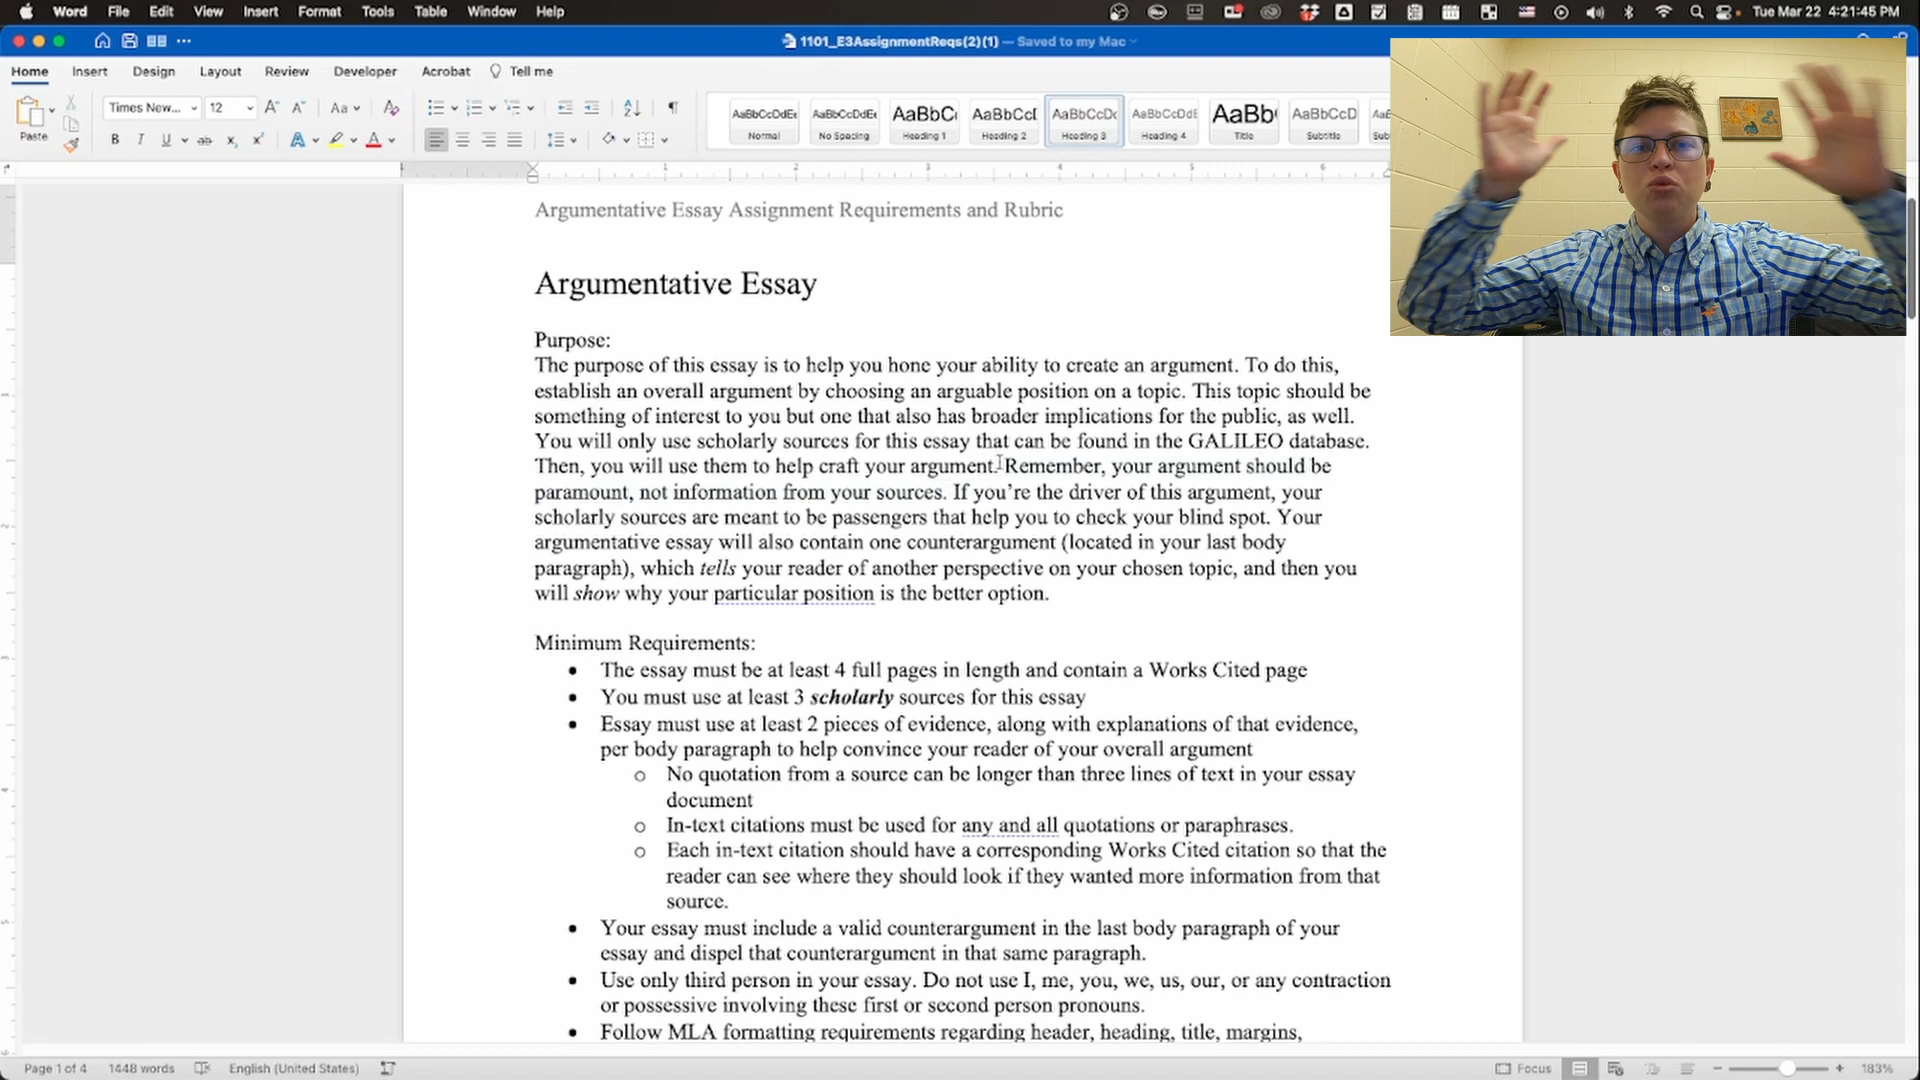 Word File Edit View Insert Format Tools Table Window Help Tue Mar 22 4:21:45 PM
1101_E3AssignmentReqs(2)(1) — Saved to my Mac
Home Insert Design Layout Review Developer Acrobat Tell me
Paste Times New... 12 A A Aa A
B I U ab x x A A
AaBbCcDdEe AaBbCcDdEe AaBbC AaBbCcD AaBbCcDc AaBbCcDdE AaBb AaBbCcD
Normal No Spacing Heading 1 Heading 2 Heading 3 Heading 4 Title Subtitle
1 2 3 4 5 6
Argumentative Essay Assignment Requirements and Rubric
Argumentative Essay
Purpose:
The purpose of this essay is to help you hone your ability to create an argument. To do this,
establish an overall argument by choosing an arguable position on a topic. This topic should be
something of interest to you but one that also has broader implications for the public, as well.
You will only use scholarly sources for this essay that can be found in the GALILEO database.
Then, you will use them to help craft your argument. Remember, your argument should be
paramount, not information from your sources. If you’re the driver of this argument, your
scholarly sources are meant to be passengers that help you to check your blind spot. Your
argumentative essay will also contain one counterargument (located in your last body
paragraph), which tells your reader of another perspective on your chosen topic, and then you
will show why your particular position is the better option.
Minimum Requirements:
• The essay must be at least 4 full pages in length and contain a Works Cited page
• You must use at least 3 scholarly sources for this essay
• Essay must use at least 2 pieces of evidence, along with explanations of that evidence,
per body paragraph to help convince your reader of your overall argument
o No quotation from a source can be longer than three lines of text in your essay
document
o In-text citations must be used for any and all quotations or paraphrases.
o Each in-text citation should have a corresponding Works Cited citation so that the
reader can see where they should look if they wanted more information from that
source.
• Your essay must include a valid counterargument in the last body paragraph of your
essay and dispel that counterargument in that same paragraph.
• Use only third person in your essay. Do not use I, me, you, we, us, our, or any contraction
or possessive involving these first or second person pronouns.
• Follow MLA formatting requirements regarding header, heading, title, margins,
Page 1 of 4 1448 words English (United States) Focus 183%